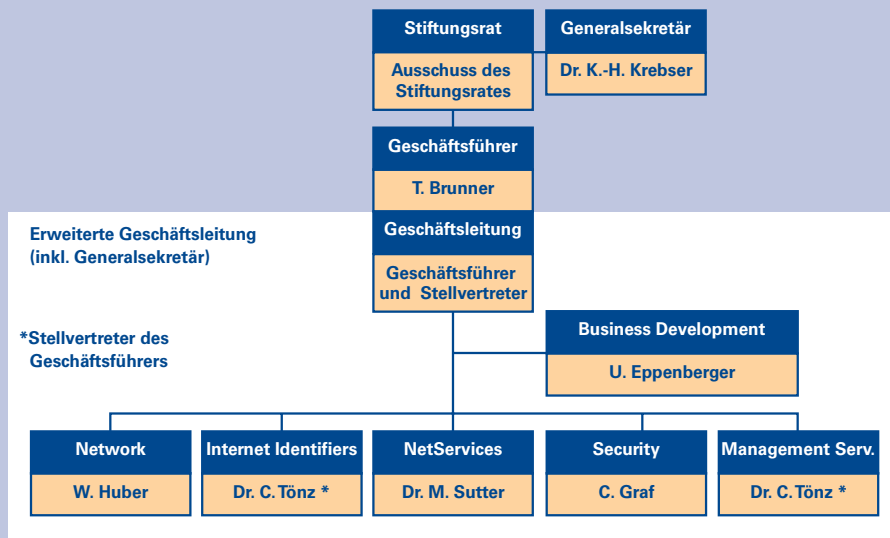 Stiftungsrat
Ausschuss des
Stiftungsrates
Generalsekretär
Dr. K.-H. Krebser
Geschäftsführer
T. Brunner
Geschäftsleitung
Geschäftsführer
und Stellvertreter
Erweiterte Geschäftsleitung
(inkl. Generalsekretär)
*Stellvertreter des
Geschäftsführers
Business Development
U. Eppenberger
Network
W. Huber
Internet Identifiers
Dr. C. Tönz *
NetServices
Dr. M. Sutter
Security
C. Graf
Management Serv.
Dr. C. Tönz *